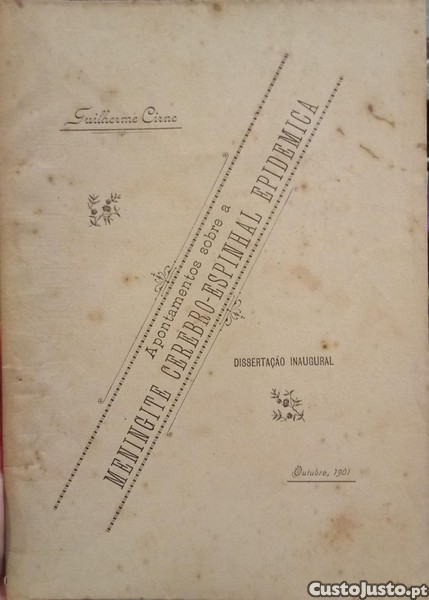 Guilherme Cirne
Apontamentos sobre a
MENINGITE CEREBRO-ESPINHAL EPIDEMICA
DISSERTAÇÃO INAUGURAL
Outubro, 1901
CustoJusto.pt